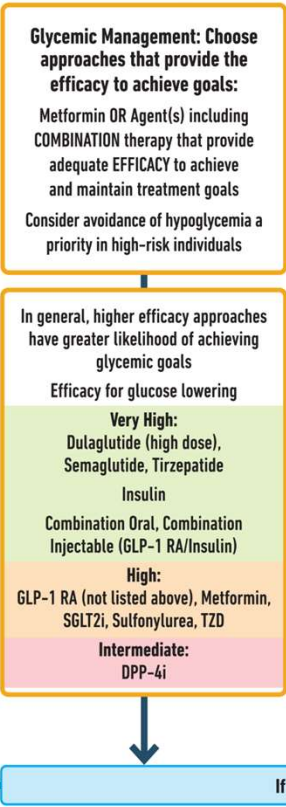 Glycemic Management: Choose
approaches that provide the
efficacy to achieve goals:
Metformin OR Agent(s) including
COMBINATION therapy that provide
adequate EFFICACY to achieve
and maintain treatment goals
Consider avoidance of hypoglycemia a
priority in high-risk individuals
In general, higher efficacy approaches
have greater likelihood of achieving
glycemic goals
Efficacy for glucose lowering
Very High:
Dulaglutide (high dose),
Semaglutide, Tirzepatide
Insulin
Combination Oral, Combination
Injectable (GLP-1 RA/Insulin)
High:
GLP-1 RA (not listed above), Metformin,
SGLT2i, Sulfonylurea, TZD
Intermediate:
DPP-4i
If